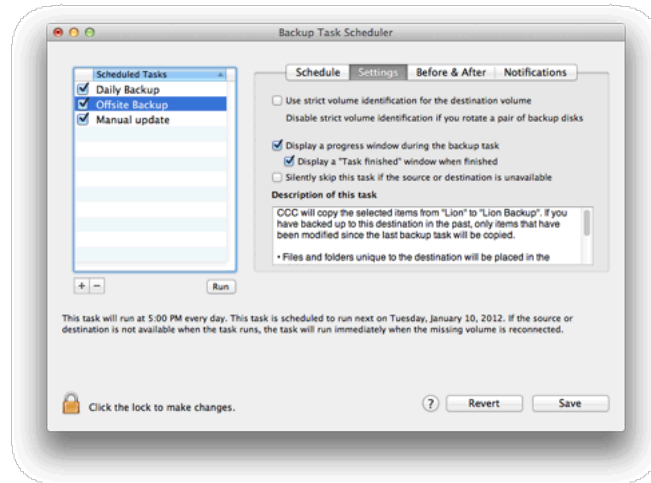 Backup Task Scheduler
Scheduled Tasks
Daily Backup
Offsite Backup
Manual update
+ −
Run
Schedule Settings Before & After Notifications
Use strict volume identification for the destination volume
Disable strict volume identification if you rotate a pair of backup disks
Display a progress window during the backup task
Display a "Task finished" window when finished
Silently skip this task if the source or destination is unavailable
Description of this task
CCC will copy the selected items from "Lion" to "Lion Backup". If you
have backed up to this destination in the past, only items that have
been modified since the last backup task will be copied.
• Files and folders unique to the destination will be placed in the
This task will run at 5:00 PM every day. This task is scheduled to run next on Tuesday, January 10, 2012. If the source or
destination is not available when the task runs, the task will run immediately when the missing volume is reconnected.
Click the lock to make changes.
? Revert Save